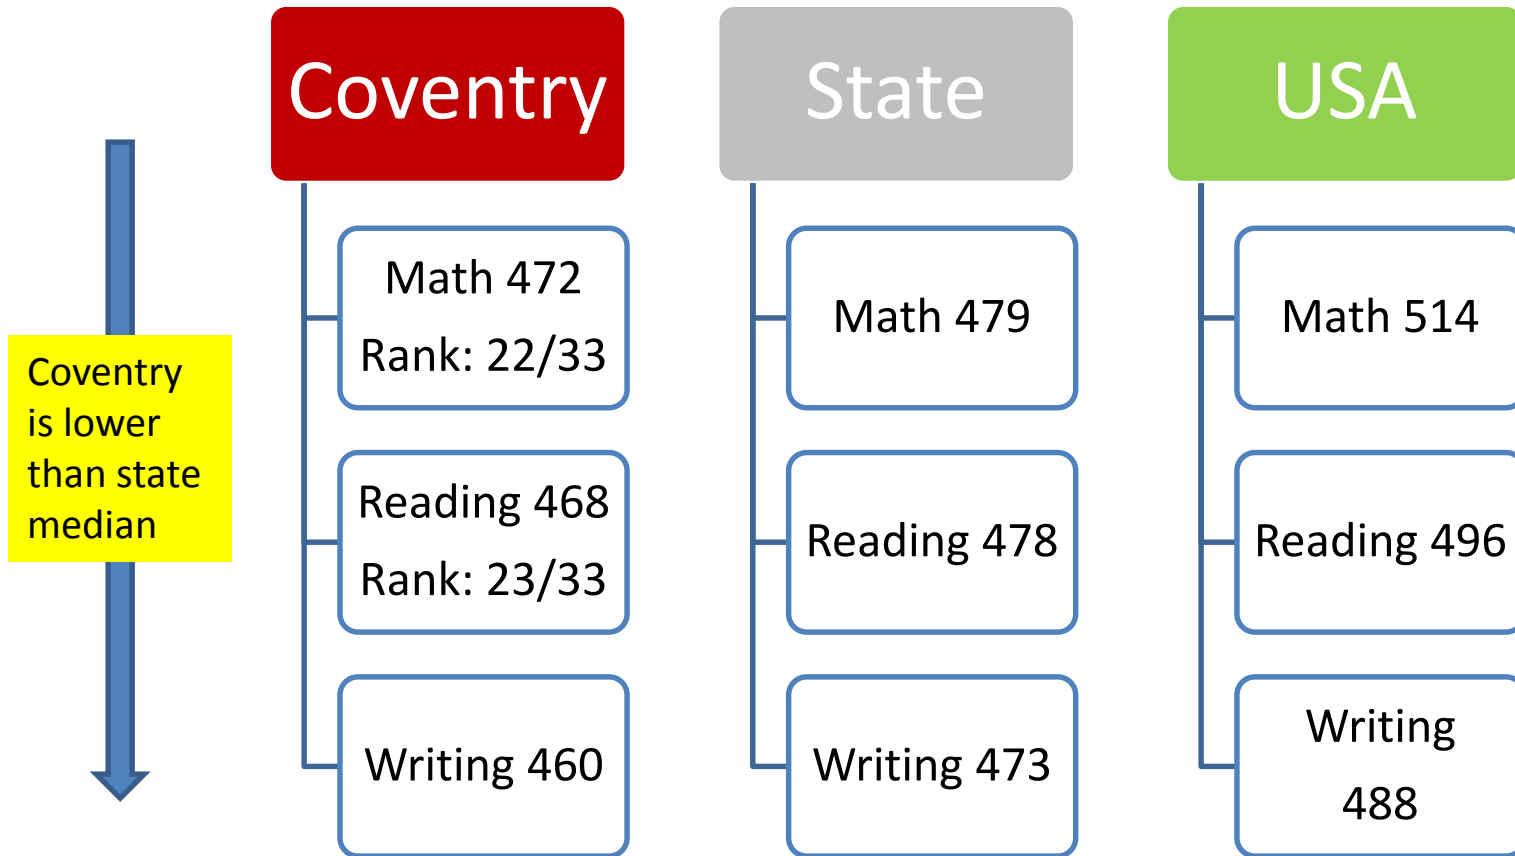 Coventry
State
USA
Coventry
is lower
than state
median
Math 472
Rank: 22/33
Reading 468
Rank: 23/33
Writing 460
Math 479
Reading 478
Writing 473
Math 514
Reading 496
Writing
488